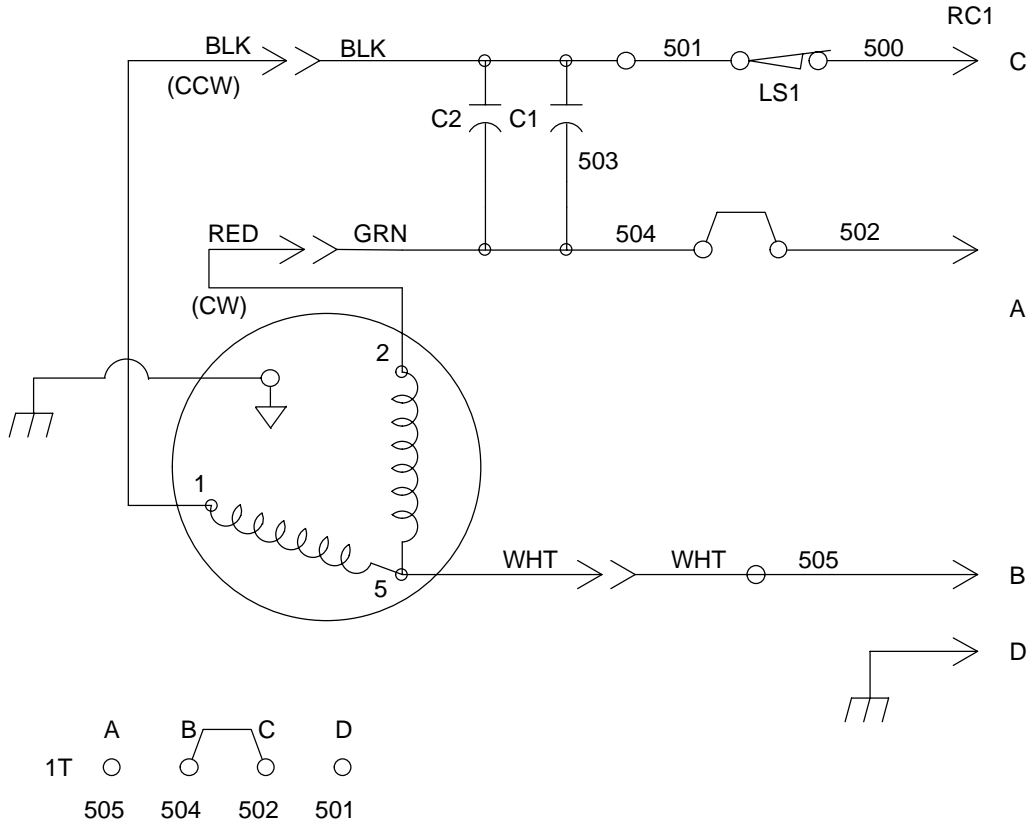 RC1
BLK BLK 501 500 C
(CCW) LS1
C2 C1
503
RED GRN 504 502
(CW) A
2
1
5 WHT WHT 505 B
D
A B C D
1T
505 504 502 501